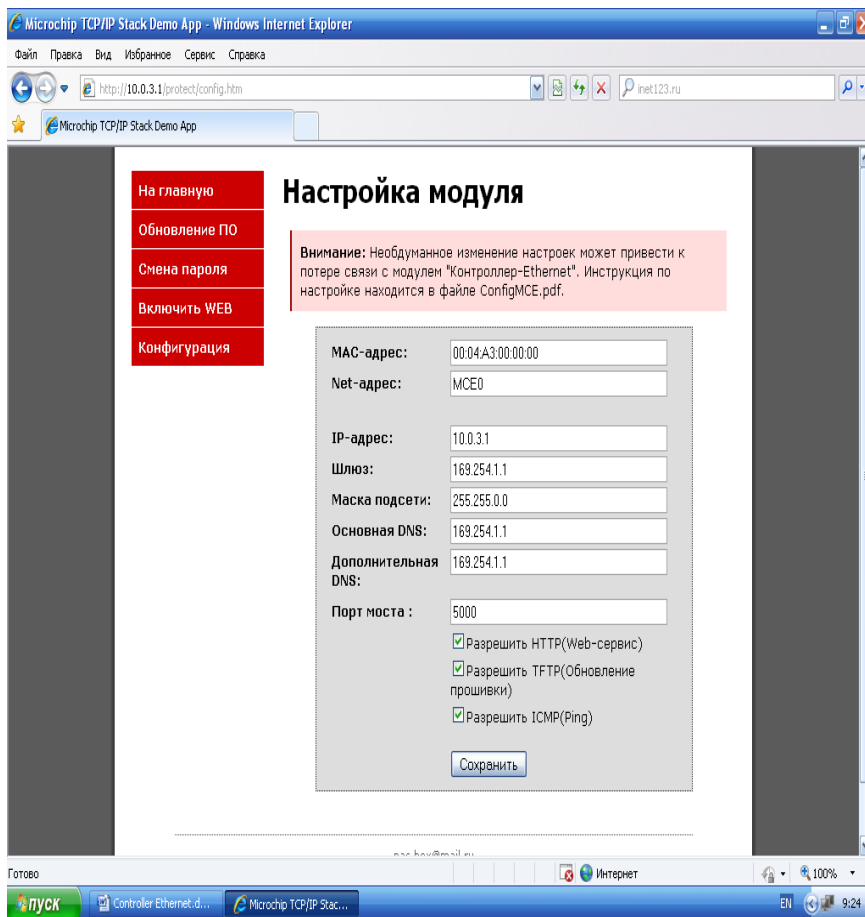 Microchip TCP/IP Stack Demo App - Windows Internet Explorer
Файл Правка Вид Избранное Сервис Справка
http://10.0.3.1/protect/config.htm
inet123.ru
Microchip TCP/IP Stack Demo App
На главную
Обновление ПО
Смена пароля
Включить WEB
Конфигурация
Настройка модуля
Внимание: Необдуманное изменение настроек может привести к
потере связи с модулем "Контроллер-Ethernet". Инструкция по
настройке находится в файле ConfigMCE.pdf.
MAC-адрес: 00:04:A3:00:00:00
Net-адрес: MCE0
IP-адрес: 10.0.3.1
Шлюз: 169.254.1.1
Маска подсети: 255.255.0.0
Основная DNS: 169.254.1.1
Дополнительная 169.254.1.1
DNS:
Порт моста : 5000
Разрешить HTTP(Web-сервис)
Разрешить TFTP(Обновление
прошивки)
Разрешить ICMP(Ping)
Сохранить
Готово
Интернет
100%
пуск
Controller Ethernet.d...
Microchip TCP/IP Stac...
EN
9:24